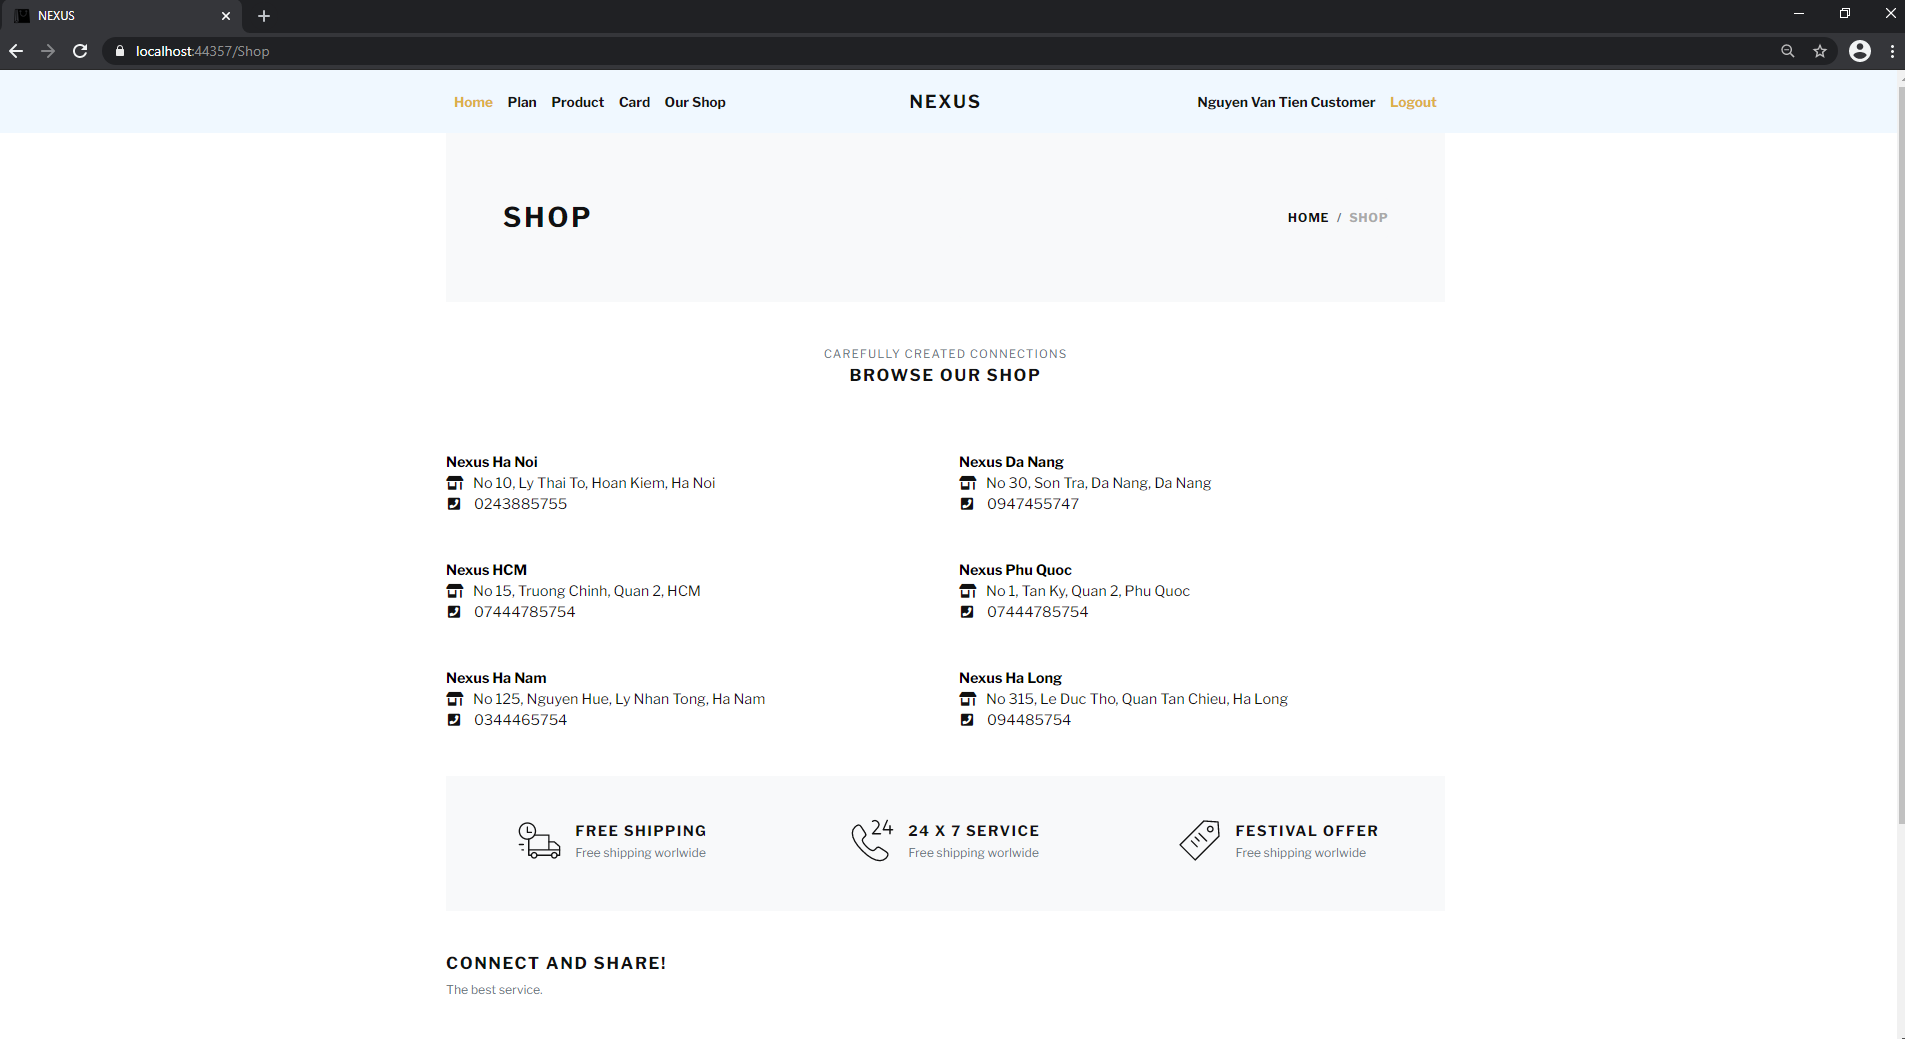 NEXUS
localhost:44357/Shop
Home Plan Product Card Our Shop NEXUS Nguyen Van Tien Customer Logout
SHOP
HOME / SHOP
CAREFULLY CREATED CONNECTIONS
BROWSE OUR SHOP
Nexus Ha Noi
No 10, Ly Thai To, Hoan Kiem, Ha Noi
0243885755
Nexus Da Nang
No 30, Son Tra, Da Nang, Da Nang
0947455747
Nexus HCM
No 15, Truong Chinh, Quan 2, HCM
07444785754
Nexus Phu Quoc
No 1, Tan Ky, Quan 2, Phu Quoc
07444785754
Nexus Ha Nam
No 125, Nguyen Hue, Ly Nhan Tong, Ha Nam
0344465754
Nexus Ha Long
No 315, Le Duc Tho, Quan Tan Chieu, Ha Long
094485754
FREE SHIPPING
Free shipping worlwide
24
24 X 7 SERVICE
Free shipping worlwide
FESTIVAL OFFER
Free shipping worlwide
CONNECT AND SHARE!
The best service.